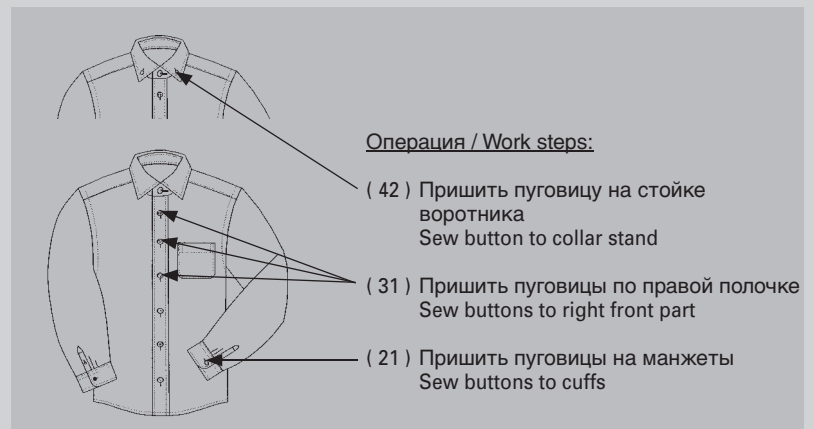 Операция / Work steps:
( 42 ) Пришить пуговицу на стойке
воротника
Sew button to collar stand
( 31 ) Пришить пуговицы по правой полочке
Sew buttons to right front part
( 21 ) Пришить пуговицы на манжеты
Sew buttons to cuffs